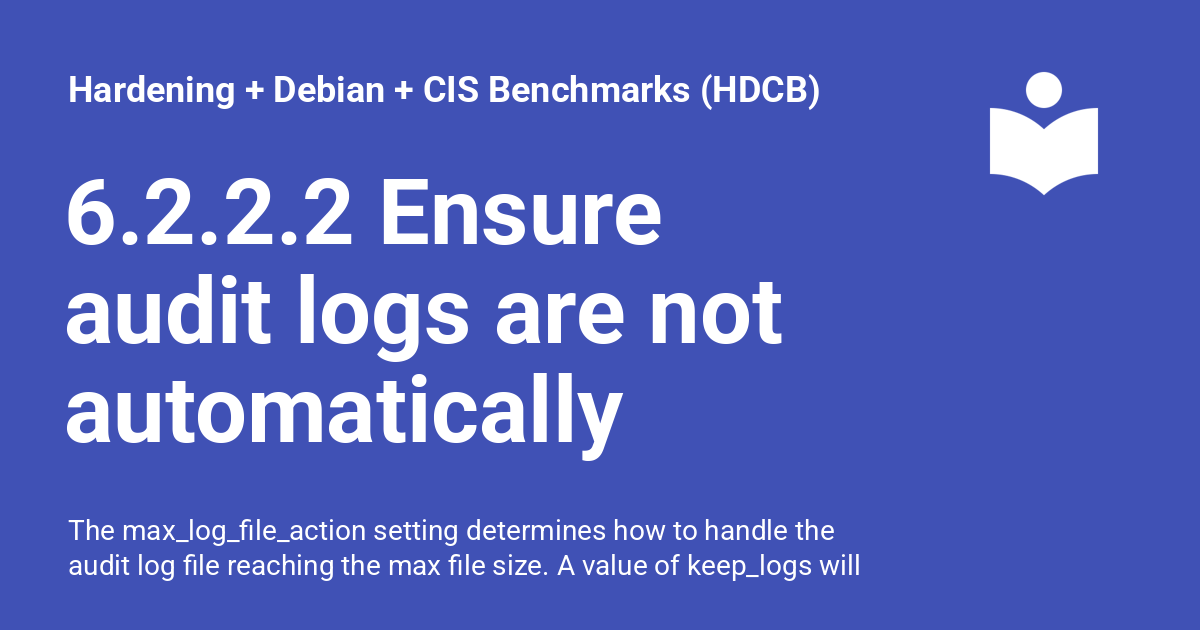 Hardening + Debian + CIS Benchmarks (HDCB)
6.2.2.2 Ensure
audit logs are not
automatically
The max_log_file_action setting determines how to handle the
audit log file reaching the max file size. A value of keep_logs will